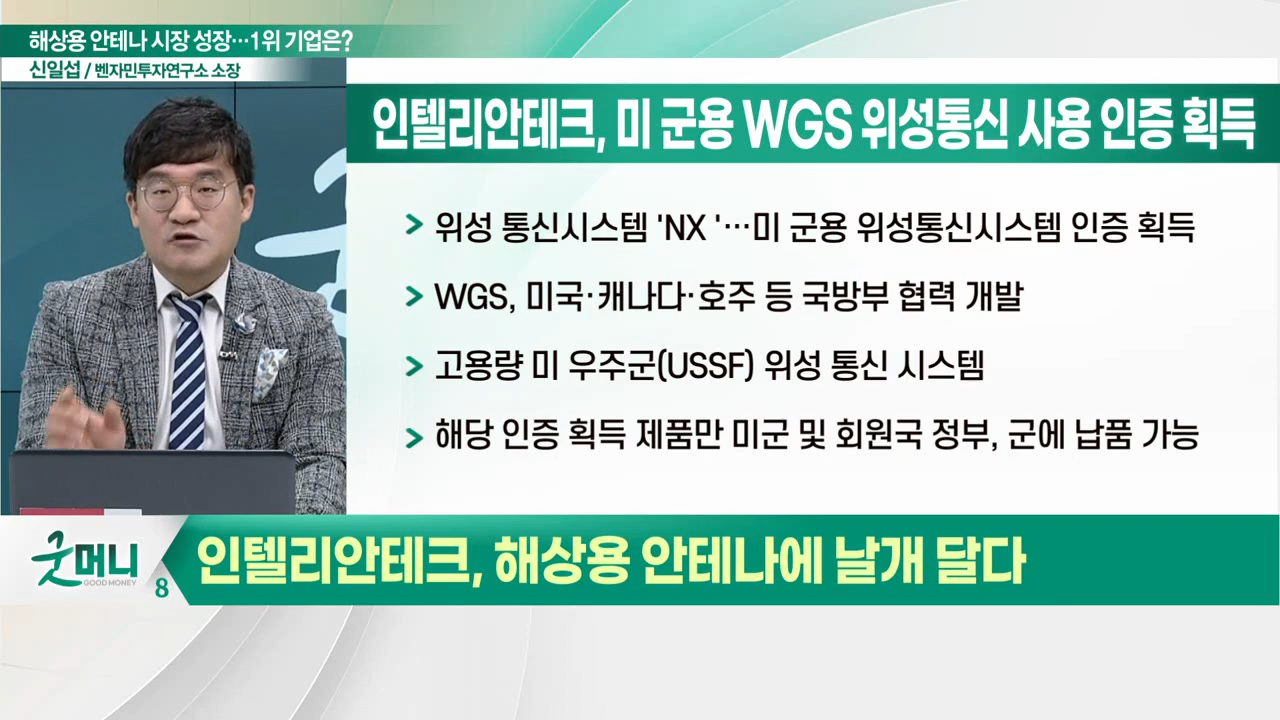 해상용 안테나 시장 성장…1위 기업은?
신일섭 / 벤자민투자연구소 소장
인텔리안테크, 미 군용 WGS 위성통신 사용 인증 획득
> 위성 통신시스템 'NX '…미 군용 위성통신시스템 인증 획득
> WGS, 미국·캐나다·호주 등 국방부 협력 개발
> 고용량 미 우주군(USSF) 위성 통신 시스템
> 해당 인증 획득 제품만 미군 및 회원국 정부, 군에 납품 가능
굿머니
GOOD MONEY
8
인텔리안테크, 해상용 안테나에 날개 달다